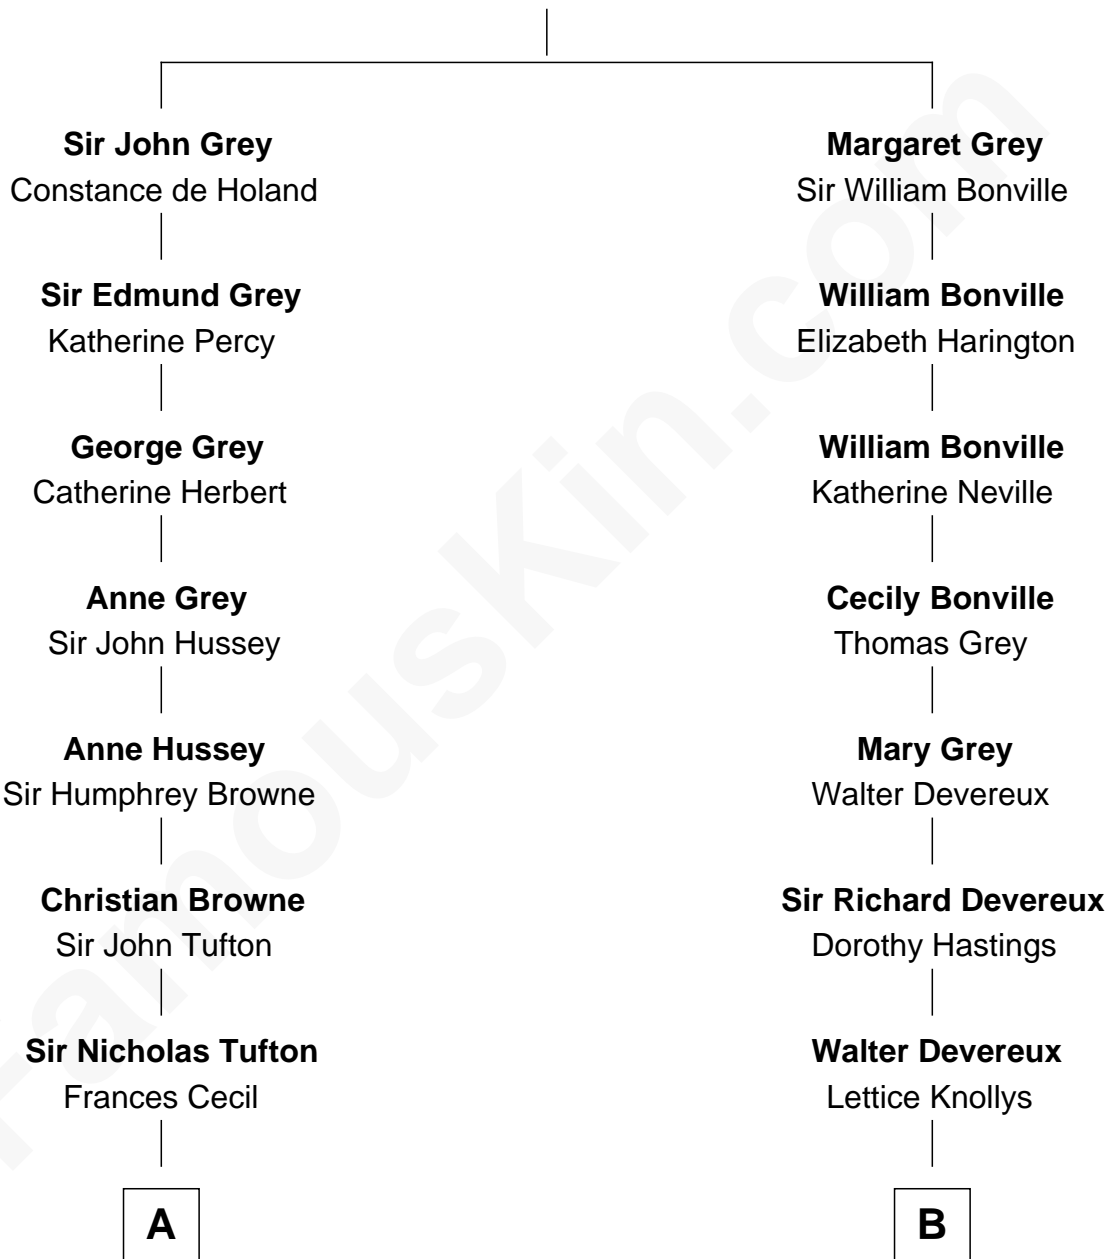 Sir John Grey
Constance de Holand
Sir Edmund Grey
Katherine Percy
George Grey
Catherine Herbert
Anne Grey
Sir John Hussey
Anne Hussey
Sir Humphrey Browne
Christian Browne
Sir John Tufton
Sir Nicholas Tufton
Frances Cecil
A
Margaret Grey
Sir William Bonville
William Bonville
Elizabeth Harington
William Bonville
Katherine Neville
Cecily Bonville
Thomas Grey
Mary Grey
Walter Devereux
Sir Richard Devereux
Dorothy Hastings
Walter Devereux
Lettice Knollys
B
FamousKin.com